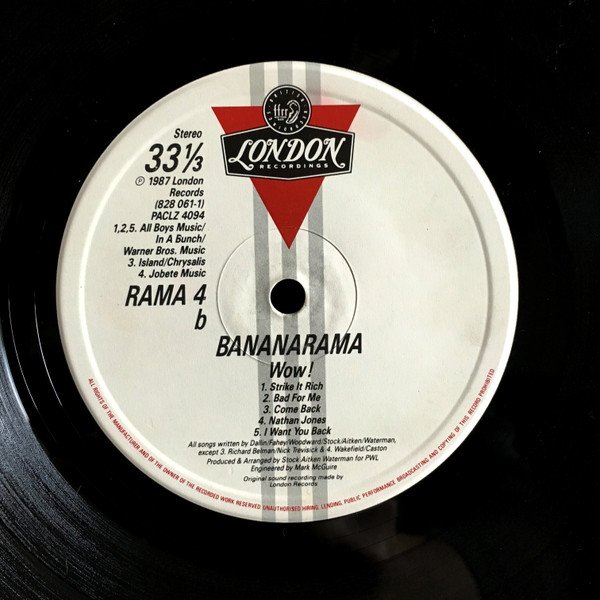 ffrr
LONDON
RECORDINGS
Stereo
33⅓
℗ 1987 London
Records
(828 061-1)
PACLZ 4094
1,2,5. All Boys Music/
In A Bunch/
Warner Bros. Music
3. Island/Chrysalis
4. Jobete Music
RAMA 4
b
BANANARAMA
Wow!
1. Strike It Rich
2. Bad For Me
3. Come Back
4. Nathan Jones
5. I Want You Back
All songs written by Dallin/Fahey/Woodward/Stock/Aitken/Waterman,
except 3. Richard Belman/Nick Trevisick & 4. Wakefield/Caston
Produced & Arranged by Stock Aitken Waterman for PWL
Engineered by Mark McGuire
Original sound recording made by
London Records
ALL RIGHTS OF THE MANUFACTURER AND OF THE OWNER OF THE RECORDED WORK RESERVED. UNAUTHORISED HIRING, LENDING, PUBLIC PERFORMANCE, BROADCASTING AND COPYING OF THIS RECORD PROHIBITED